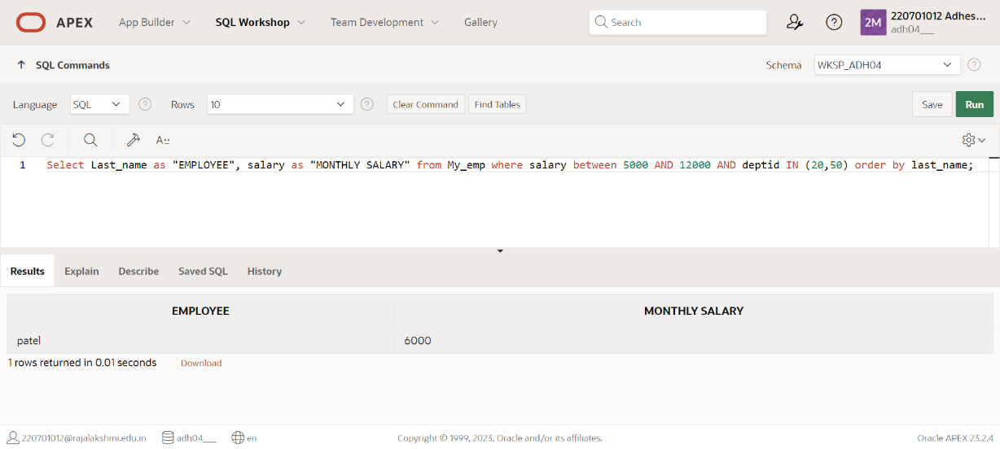 APEX App Builder SQL Workshop Team Development Gallery Search 2M 220701012 Adhes...
adh04___
SQL Commands Schema WKSP_ADH04
Language SQL Rows 10 Clear Command Find Tables Save Run
A::
1 Select Last_name as "EMPLOYEE", salary as "MONTHLY SALARY" from My_emp where salary between 5000 AND 12000 AND deptid IN (20,50) order by last_name;
Results Explain Describe Saved SQL History
EMPLOYEE MONTHLY SALARY
patel 6000
1 rows returned in 0.01 seconds Download
220701012@rajalakshmi.edu.in adh04___ en Copyright © 1999, 2023, Oracle and/or its affiliates. Oracle APEX 23.2.4